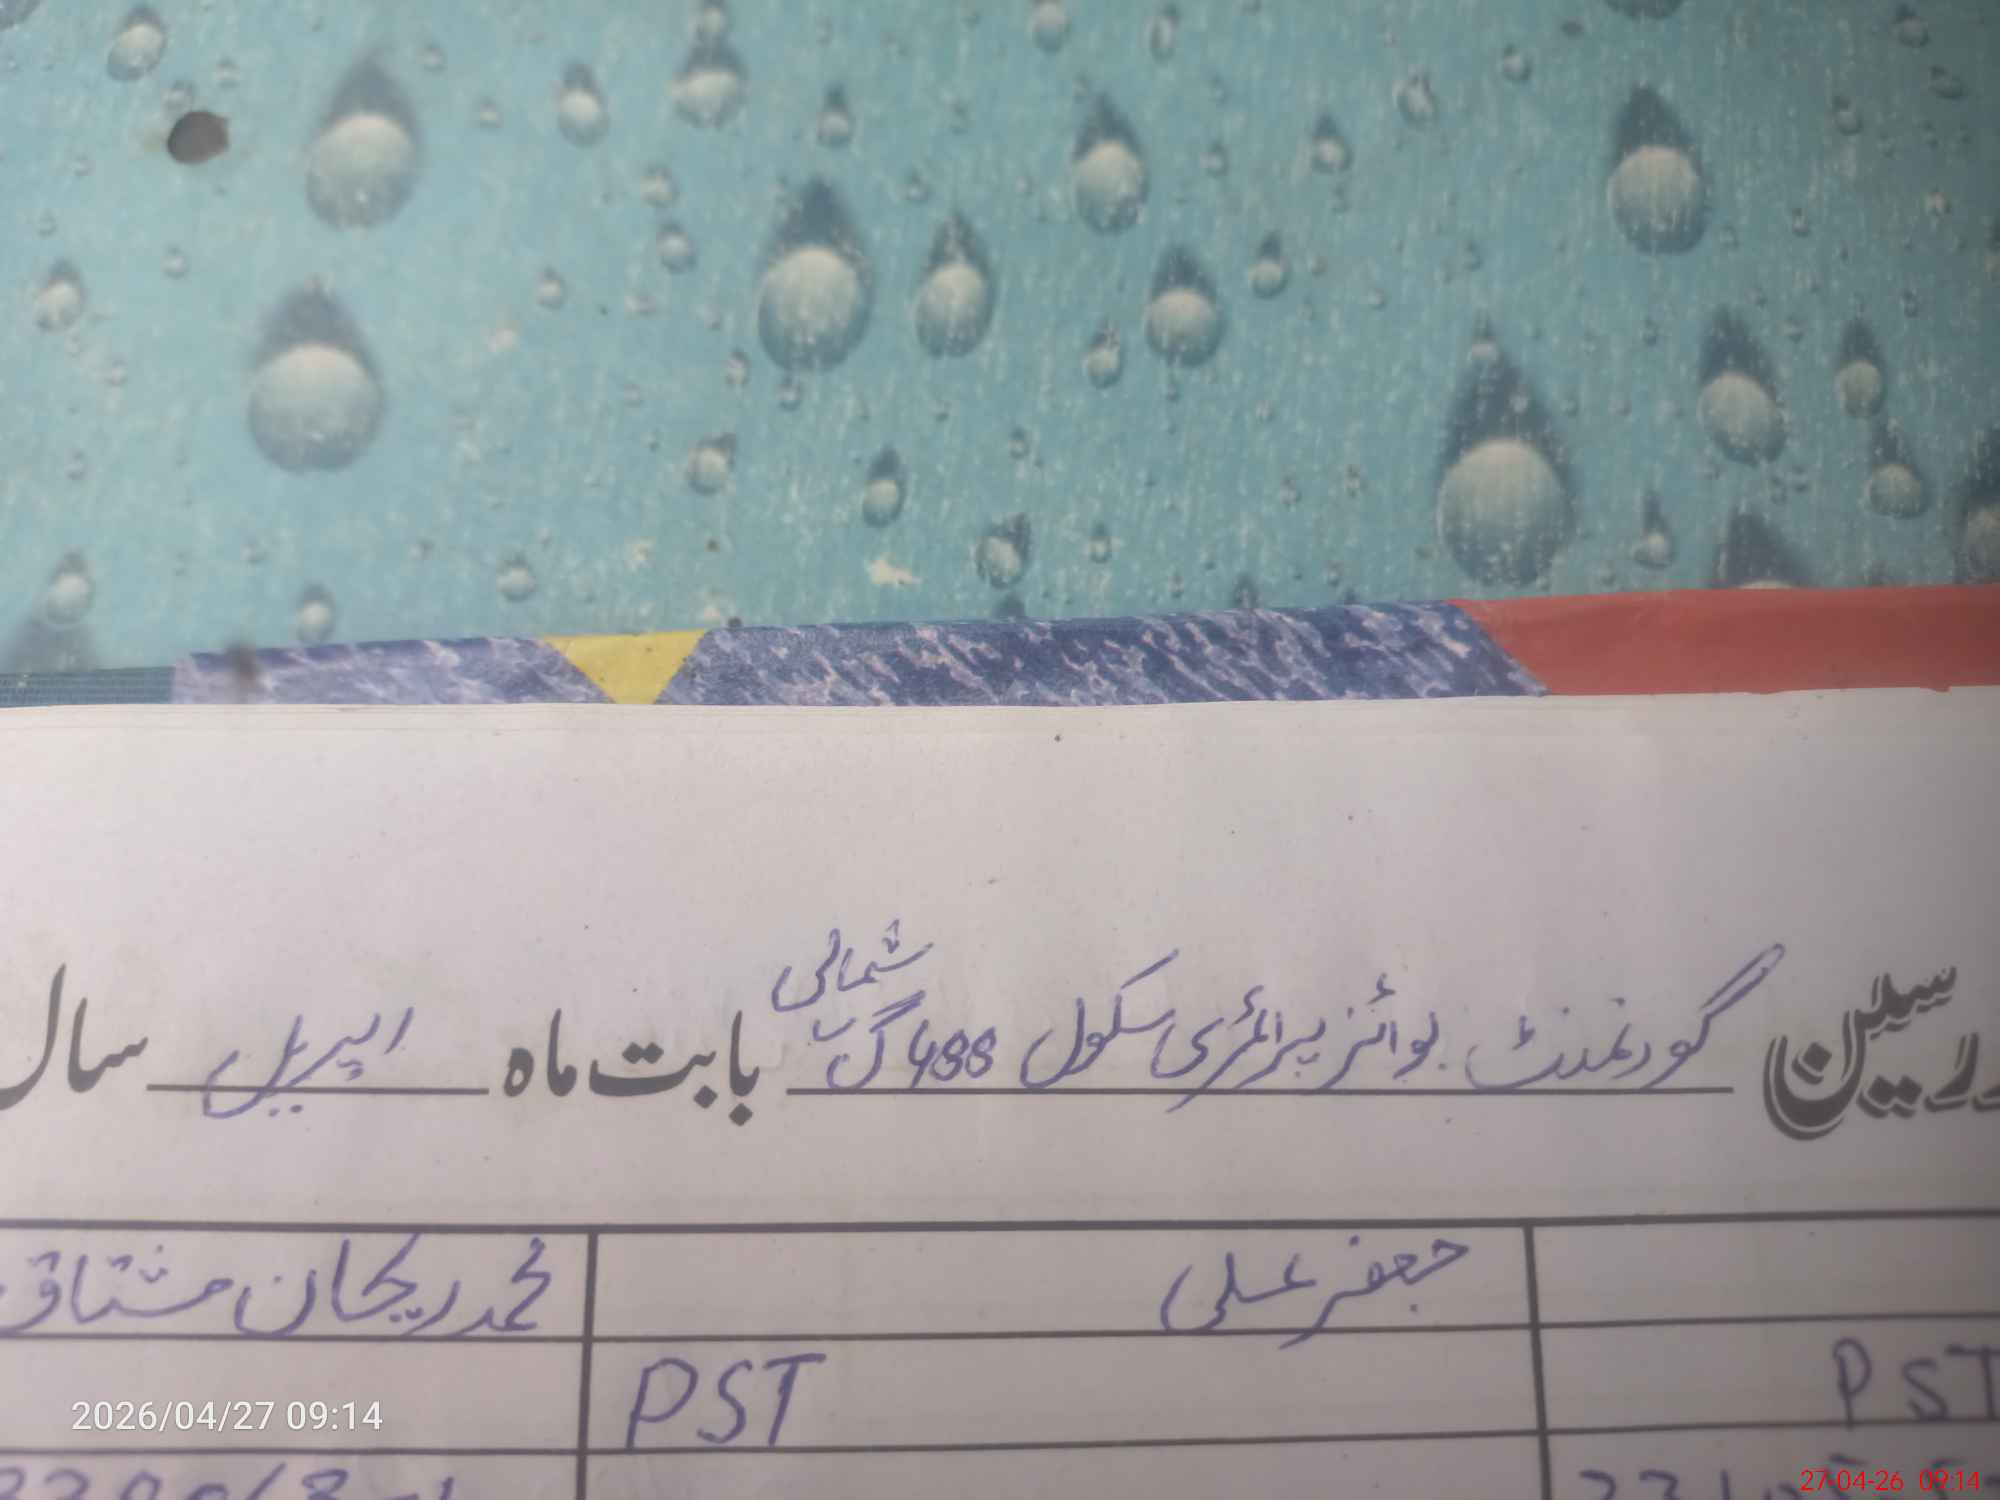 شمالی
سین گورنمنٹ بوائز پرائمری سکول 488 گ ب بابت ماہ اپریل سال
جعفر علی محمد ریحان مشتاق
PST PST
2026/04/27 09:14
27-04-26 09:14